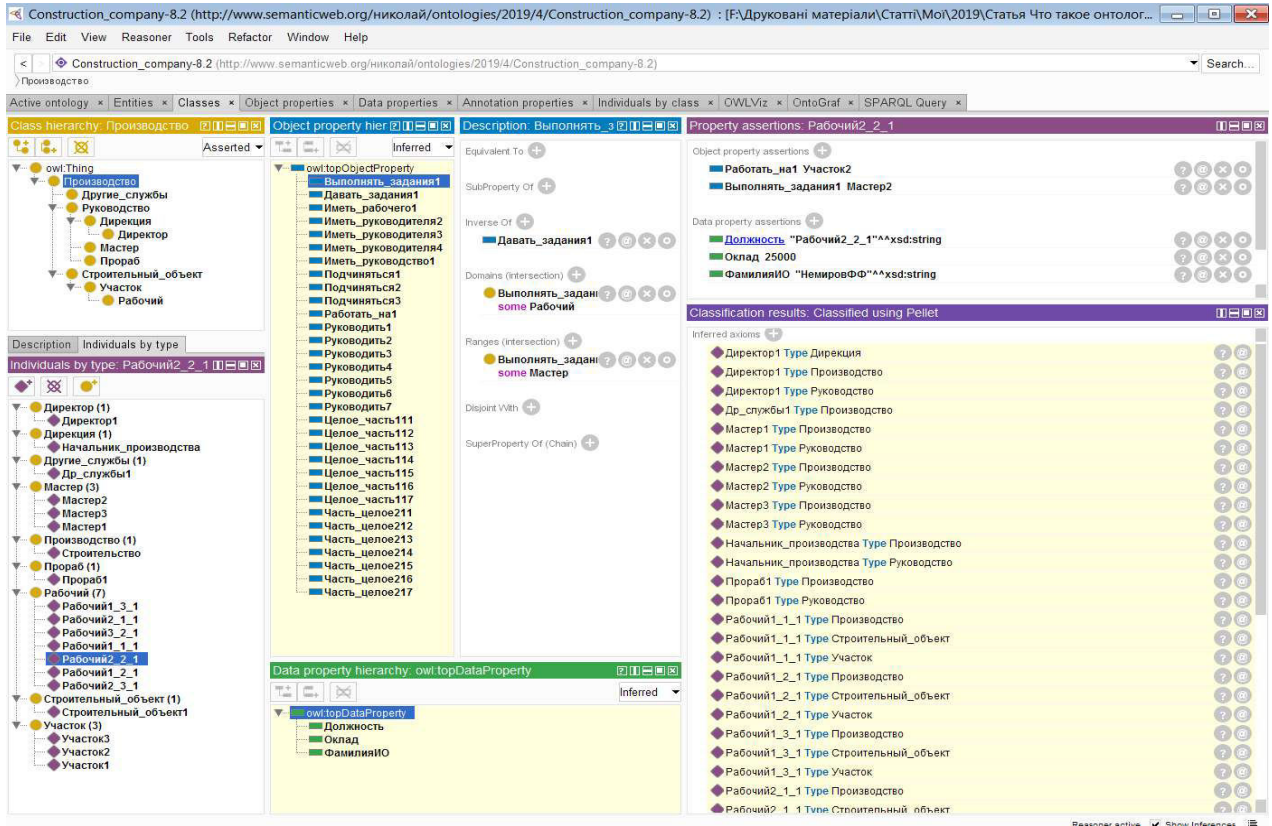 Construction_company-8.2 (http://www.semanticweb.org/николай/ontologies/2019/4/Construction_company-8.2) : [F:\Друковані матеріали\Статті\Мої\2019\Статья Что такое онтолог...
File Edit View Reasoner Tools Refactor Window Help
< > Construction_company-8.2 (http://www.semanticweb.org/николай/ontologies/2019/4/Construction_company-8.2) Search...
Производство
Active ontology × Entities × Classes × Object properties × Data properties × Annotation properties × Individuals by class × OWLViz × OntoGraf × SPARQL Query ×
Class hierarchy: Производство
Asserted
owl:Thing
Производство
Другие_службы
Руководство
Дирекция
Директор
Мастер
Прораб
Строительный_объект
Участок
Рабочий
Description Individuals by type
Individuals by type: Рабочий2_2_1
Директор (1)
Директор1
Дирекция (1)
Начальник_производства
Другие_службы (1)
Др_службы1
Мастер (3)
Мастер2
Мастер3
Мастер1
Производство (1)
Строительство
Прораб (1)
Прораб1
Рабочий (7)
Рабочий1_3_1
Рабочий2_1_1
Рабочий3_2_1
Рабочий1_1_1
Рабочий2_2_1
Рабочий1_2_1
Рабочий2_3_1
Строительный_объект (1)
Строительный_объект1
Участок (3)
Участок3
Участок2
Участок1
Object property hier
Inferred
owl:topObjectProperty
Выполнять_задания1
Давать_задания1
Иметь_рабочего1
Иметь_руководителя2
Иметь_руководителя3
Иметь_руководителя4
Иметь_руководство1
Подчиняться1
Подчиняться2
Подчиняться3
Работать_на1
Руководить1
Руководить2
Руководить3
Руководить4
Руководить5
Руководить6
Руководить7
Целое_часть111
Целое_часть112
Целое_часть113
Целое_часть114
Целое_часть115
Целое_часть116
Целое_часть117
Часть_целое211
Часть_целое212
Часть_целое213
Часть_целое214
Часть_целое215
Часть_целое216
Часть_целое217
Data property hierarchy: owl:topDataProperty
Inferred
owl:topDataProperty
Должность
Оклад
ФамилияИО
Description: Выполнять_з
Equivalent To
SubProperty Of
Inverse Of
Давать_задания1
Domains (intersection)
Выполнять_задан
some Рабочий
Ranges (intersection)
Выполнять_задан
some Мастер
Disjoint With
SuperProperty Of (Chain)
Property assertions: Рабочий2_2_1
Object property assertions
Работать_на1 Участок2
Выполнять_задания1 Мастер2
Data property assertions
Должность "Рабочий2_2_1"^^xsd:string
Оклад 25000
ФамилияИО "НемировФФ"^^xsd:string
Classification results: Classified using Pellet
Inferred axioms
Директор1 Type Дирекция
Директор1 Type Производство
Директор1 Type Руководство
Др_службы1 Type Производство
Мастер1 Type Производство
Мастер1 Type Руководство
Мастер2 Type Производство
Мастер2 Type Руководство
Мастер3 Type Производство
Мастер3 Type Руководство
Начальник_производства Type Производство
Начальник_производства Type Руководство
Прораб1 Type Производство
Прораб1 Type Руководство
Рабочий1_1_1 Type Производство
Рабочий1_1_1 Type Строительный_объект
Рабочий1_1_1 Type Участок
Рабочий1_2_1 Type Производство
Рабочий1_2_1 Type Строительный_объект
Рабочий1_2_1 Type Участок
Рабочий1_3_1 Type Производство
Рабочий1_3_1 Type Строительный_объект
Рабочий1_3_1 Type Участок
Рабочий2_1_1 Type Производство
Рабочий2_1_1 Type Строительный_объект
Reasoner active Show Inferences